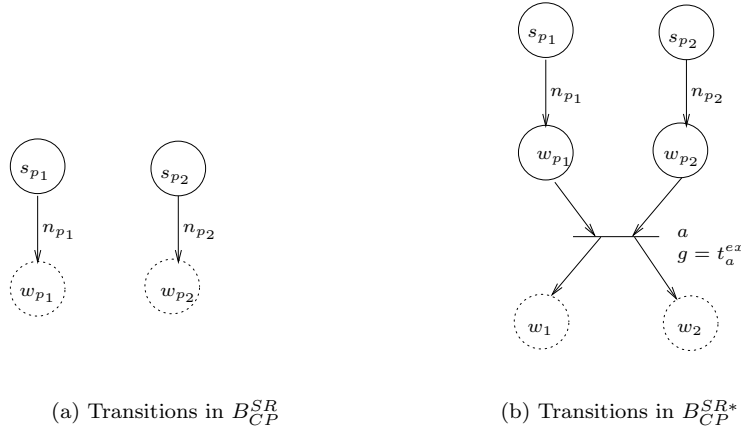 s_{p_1} s_{p_2}
n_{p_1} n_{p_2}
w_{p_1} w_{p_2}
s_{p_1} s_{p_2}
n_{p_1} n_{p_2}
w_{p_1} w_{p_2}
a
g = t_a^{ex}
w_1 w_2
(a) Transitions in B_{CP}^{SR}
(b) Transitions in B_{CP}^{SR*}